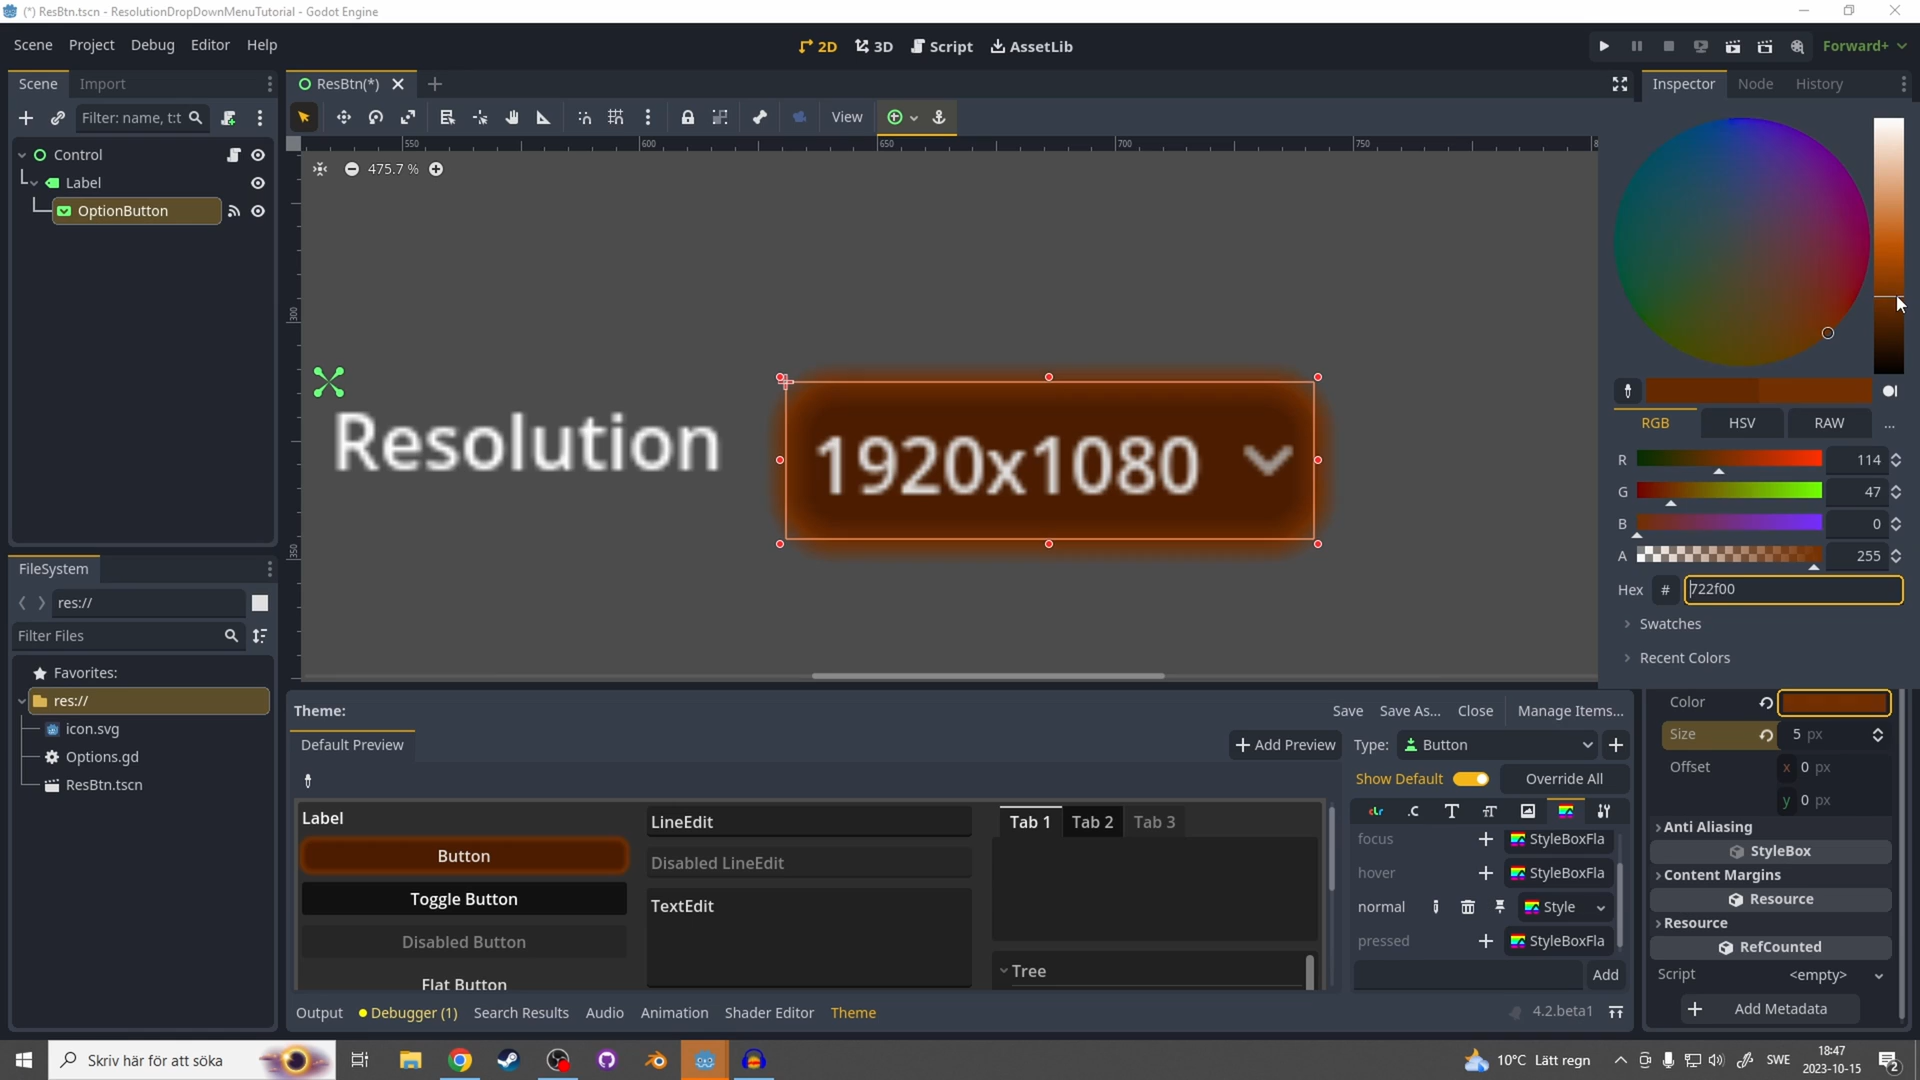 (*) ResBtn.tscn - ResolutionDropDownMenuTutorial - Godot Engine
Scene Project Debug Editor Help
2D 3D Script AssetLib
Forward+
Scene Import
ResBtn(*)
Inspector Node History
Filter: name, t:t
View
550 600 650 700 750
Control
Label
OptionButton
475.7 %
300
350
Resolution
1920x1080
RGB HSV RAW ...
R 114
G 47
B 0
A 255
Hex # 722f00
Swatches
Recent Colors
FileSystem
res://
Filter Files
Favorites:
res://
icon.svg
Options.gd
ResBtn.tscn
Theme:
Save Save As... Close Manage Items...
Default Preview
Add Preview
Type: Button
Show Default Override All
Label
Button
Toggle Button
Disabled Button
Flat Button
LineEdit
Disabled LineEdit
TextEdit
Tab 1 Tab 2 Tab 3
Tree
focus StyleBoxFla
hover StyleBoxFla
normal Style
pressed StyleBoxFla
Add
Color
Size 5 px
Offset x 0 px
y 0 px
Anti Aliasing
StyleBox
Content Margins
Resource
Resource
RefCounted
Script <empty>
Add Metadata
Output Debugger (1) Search Results Audio Animation Shader Editor Theme
4.2.beta1
Skriv här för att söka
10°C Lätt regn
SWE
18:47
2023-10-15
2